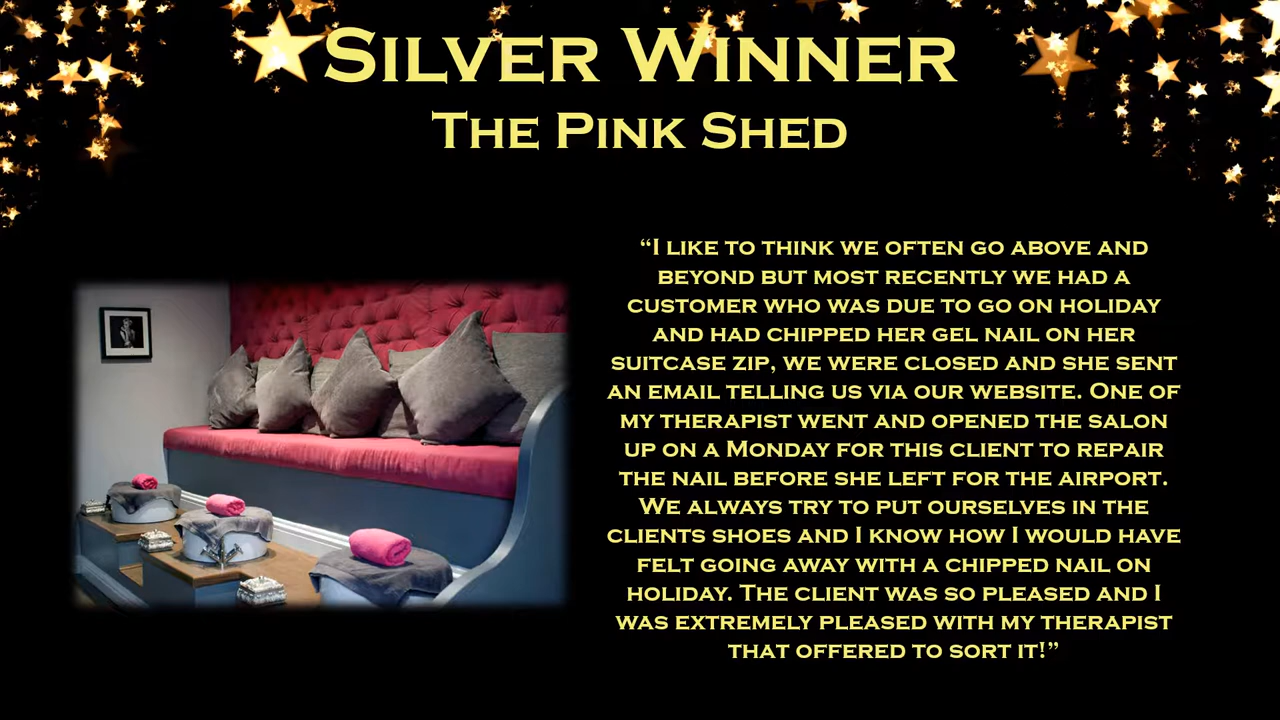 Silver Winner
The Pink Shed
“I like to think we often go above and
beyond but most recently we had a
customer who was due to go on holiday
and had chipped her gel nail on her
suitcase zip, we were closed and she sent
an email telling us via our website. One of
my therapist went and opened the salon
up on a Monday for this client to repair
the nail before she left for the airport.
We always try to put ourselves in the
clients shoes and I know how I would have
felt going away with a chipped nail on
holiday. The client was so pleased and I
was extremely pleased with my therapist
that offered to sort it!”